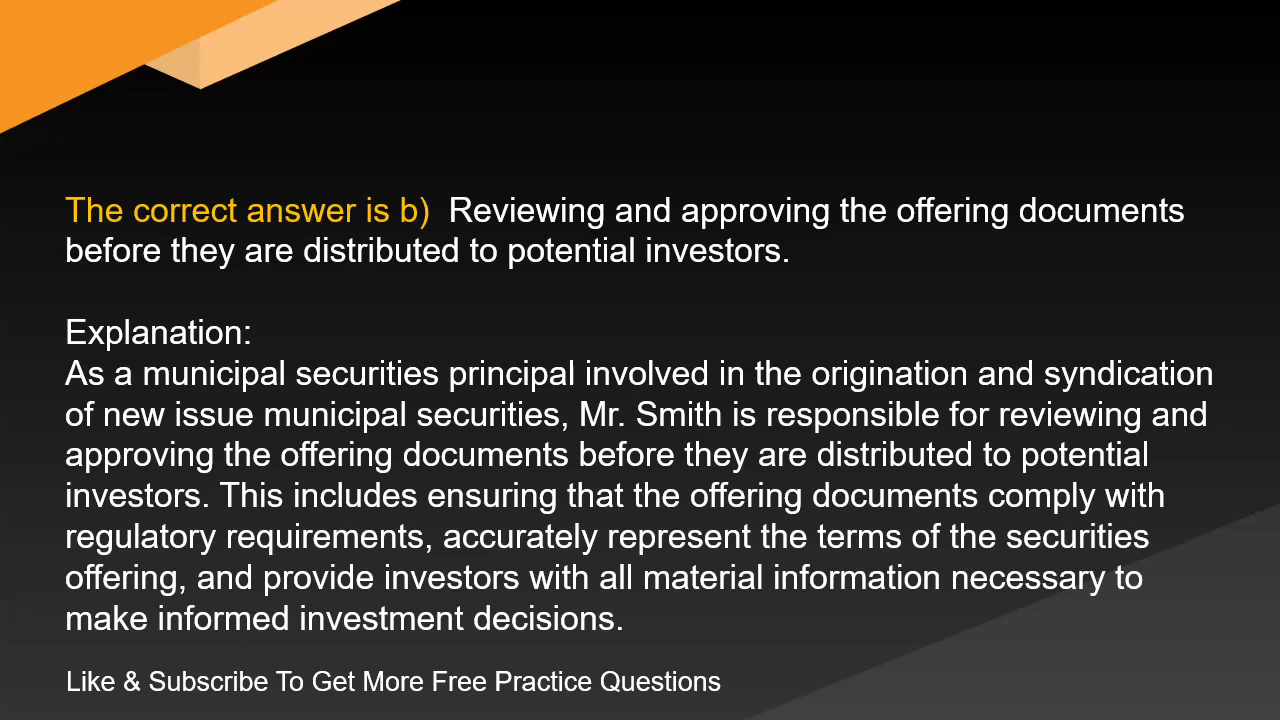 The correct answer is b)  Reviewing and approving the offering documents
before they are distributed to potential investors.
Explanation:
As a municipal securities principal involved in the origination and syndication
of new issue municipal securities, Mr. Smith is responsible for reviewing and
approving the offering documents before they are distributed to potential
investors. This includes ensuring that the offering documents comply with
regulatory requirements, accurately represent the terms of the securities
offering, and provide investors with all material information necessary to
make informed investment decisions.
Like & Subscribe To Get More Free Practice Questions